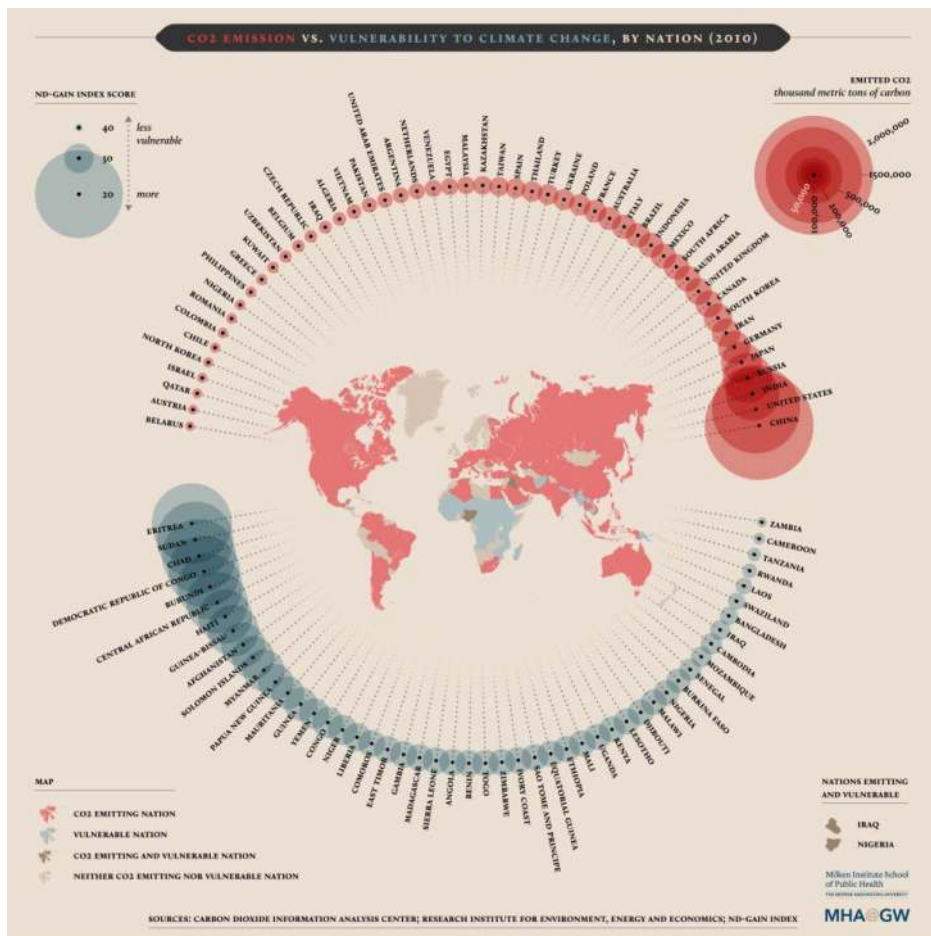 CO2 EMISSION VS. VULNERABILITY TO CLIMATE CHANGE, BY NATION (2010)
ND-GAIN INDEX SCORE
40
less
vulnerable
30
20
more
EMITTED CO2
thousand metric tons of carbon
2,000,000
1500,000
500,000
100,000
50,000
BELARUS
AUSTRIA
QATAR
ISRAEL
NORTH KOREA
CHILE
COLOMBIA
ROMANIA
NIGERIA
PHILIPPINES
GREECE
KUWAIT
UZBEKISTAN
BELGIUM
CZECH REPUBLIC
IRAQ
ALGERIA
VIETNAM
PAKISTAN
UNITED ARAB EMIRATES
ARGENTINA
NETHERLANDS
VENEZUELA
EGYPT
MALAYSIA
KAZAKHSTAN
TAIWAN
SPAIN
THAILAND
TURKEY
UKRAINE
POLAND
FRANCE
AUSTRALIA
ITALY
BRAZIL
INDONESIA
MEXICO
SOUTH AFRICA
SAUDI ARABIA
UNITED KINGDOM
CANADA
SOUTH KOREA
IRAN
GERMANY
JAPAN
RUSSIA
INDIA
UNITED STATES
CHINA
ERITREA
SUDAN
CHAD
DEMOCRATIC REPUBLIC OF CONGO
BURUNDI
CENTRAL AFRICAN REPUBLIC
HAITI
GUINEA-BISSAU
AFGHANISTAN
SOLOMON ISLANDS
MYANMAR
PAPUA NEW GUINEA
MAURITANIA
GUINEA
YEMEN
CONGO
NIGER
LIBERIA
COMOROS
EAST TIMOR
GAMBIA
MADAGASCAR
SIERRA LEONE
ANGOLA
BENIN
TOGO
ZIMBABWE
IVORY COAST
SAO TOME AND PRINCIPE
EQUATORIAL GUINEA
ETHIOPIA
MALI
UGANDA
KENYA
LESOTHO
DJIBOUTI
MALAWI
NIGERIA
BURKINA FASO
SENEGAL
MOZAMBIQUE
CAMBODIA
IRAQ
BANGLADESH
SWAZILAND
LAOS
RWANDA
TANZANIA
CAMEROON
ZAMBIA
MAP
CO2 EMITTING NATION
VULNERABLE NATION
CO2 EMITTING AND VULNERABLE NATION
NEITHER CO2 EMITTING NOR VULNERABLE NATION
NATIONS EMITTING
AND VULNERABLE
IRAQ
NIGERIA
Milken Institute School
of Public Health
THE GEORGE WASHINGTON UNIVERSITY
MHA@GW
SOURCES: CARBON DIOXIDE INFORMATION ANALYSIS CENTER; RESEARCH INSTITUTE FOR ENVIRONMENT, ENERGY AND ECONOMICS; ND-GAIN INDEX